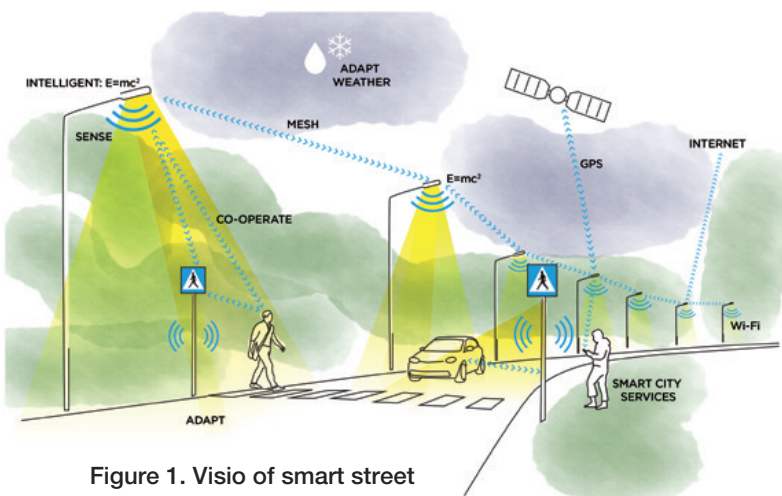 ADAPT
WEATHER
INTELLIGENT: E=mc²
SENSE
MESH
INTERNET
GPS
E=mc²
CO-OPERATE
Wi-Fi
SMART CITY
SERVICES
ADAPT
Figure 1. Visio of smart street